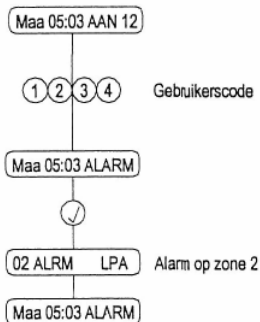 Maa 05:03 AAN 12
1 2 3 4 Gebruikerscode
Maa 05:03 ALARM
02 ALRM LPA Alarm op zone 2
Maa 05:03 ALARM